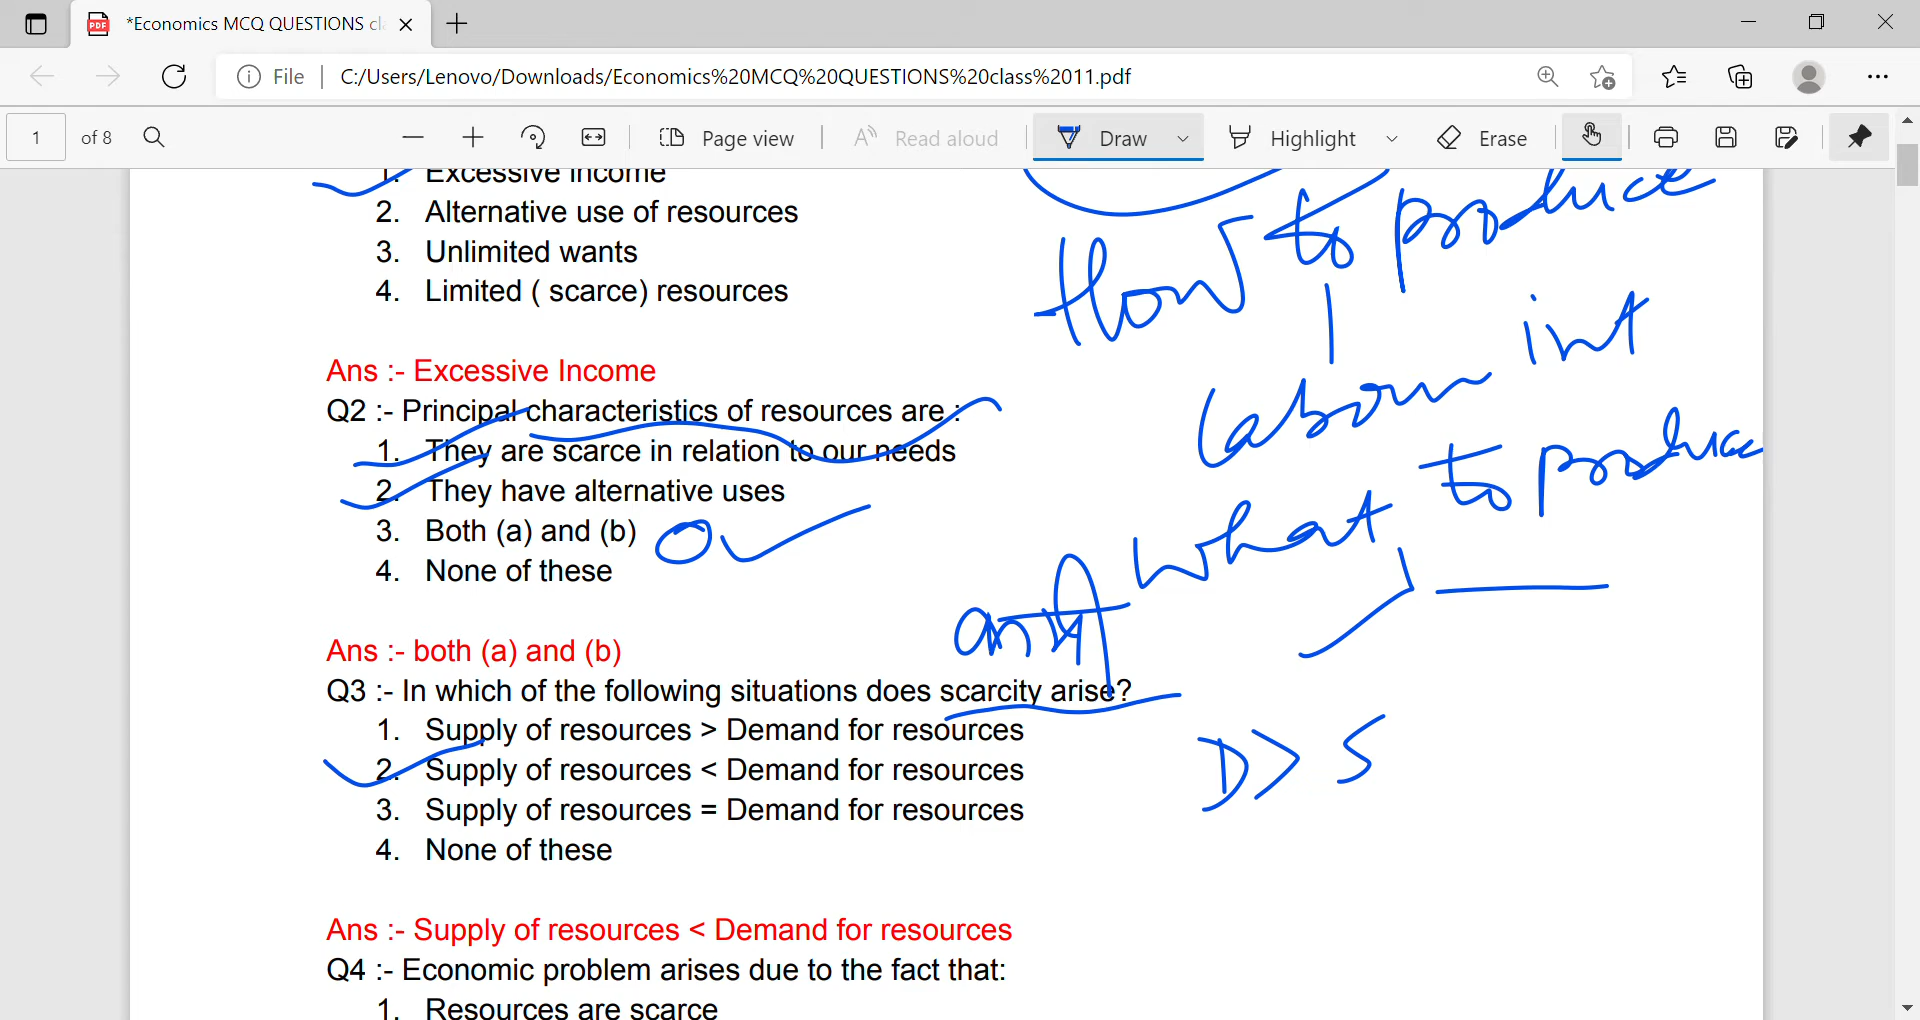 *Economics MCQ QUESTIONS cl
File
C:/Users/Lenovo/Downloads/Economics%20MCQ%20QUESTIONS%20class%2011.pdf
1 of 8
Page view
Read aloud
Draw
Highlight
Erase
1. Excessive income
2. Alternative use of resources
3. Unlimited wants
4. Limited ( scarce) resources
How to produce
labour int
Ans :- Excessive Income
Q2 :- Principal characteristics of resources are :
1. They are scarce in relation to our needs
2. They have alternative uses
3. Both (a) and (b)
4. None of these
what to produce
Ans :- both (a) and (b)
Q3 :- In which of the following situations does scarcity arise?
1. Supply of resources > Demand for resources
2. Supply of resources < Demand for resources
3. Supply of resources = Demand for resources
4. None of these
D > S
Ans :- Supply of resources < Demand for resources
Q4 :- Economic problem arises due to the fact that:
1. Resources are scarce